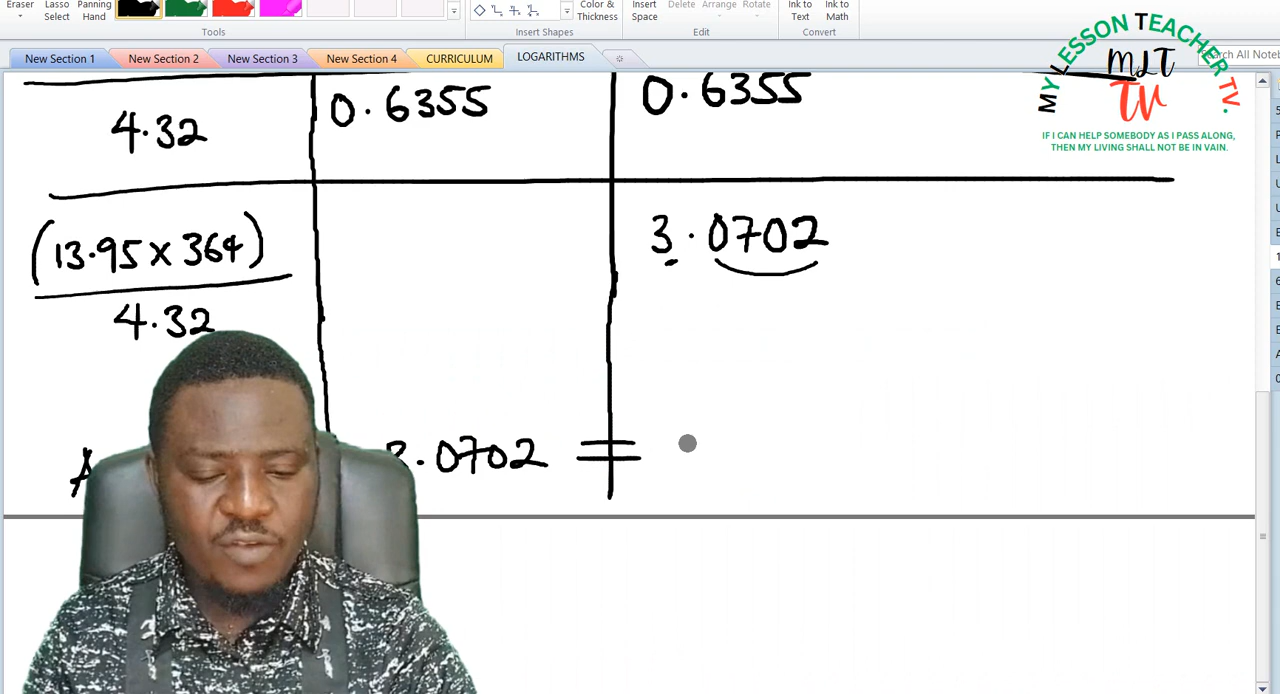 Eraser Lasso Select Panning Hand Color & Thickness Insert Space Delete Arrange Rotate Ink to Text Ink to Math
Tools Insert Shapes Edit Convert
New Section 1 New Section 2 New Section 3 New Section 4 CURRICULUM LOGARITHMS
MY LESSON TEACHER TV.
MLT
TV
IF I CAN HELP SOMEBODY AS I PASS ALONG,
THEN MY LIVING SHALL NOT BE IN VAIN.
4.32 0.6355 0.6355
(13.95 x 364) 3.0702
4.32
.0702 =